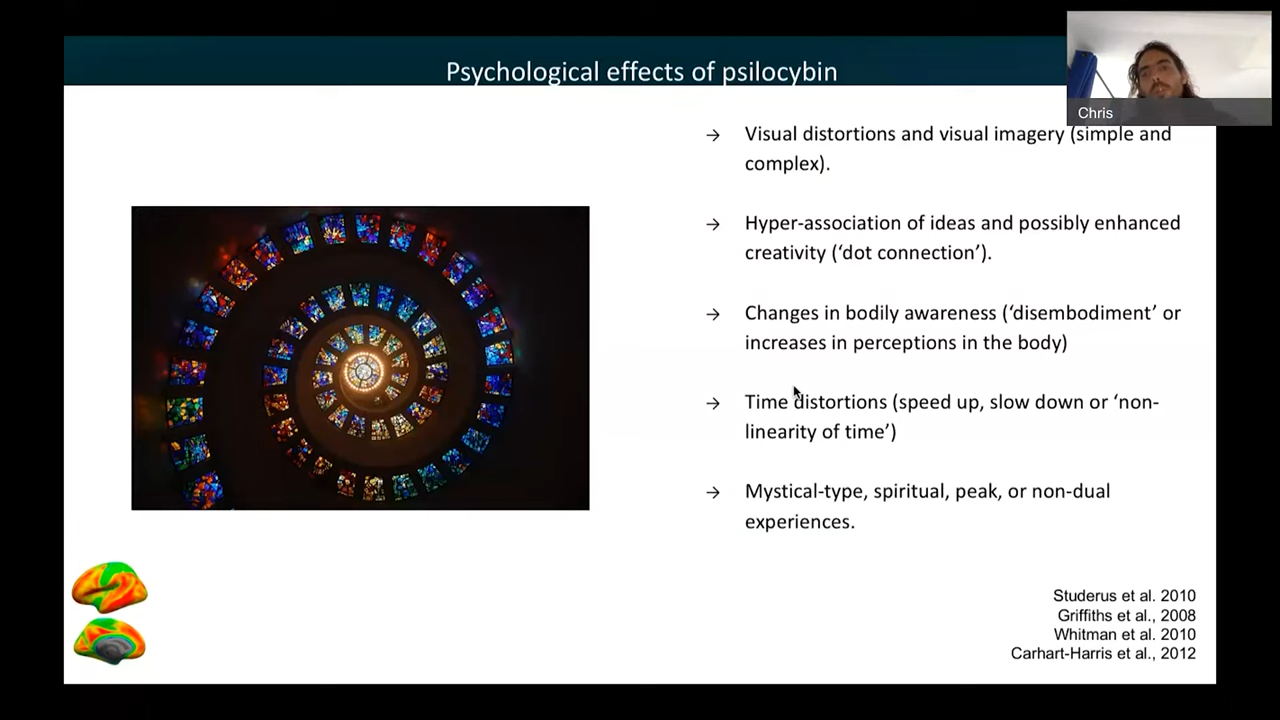 Psychological effects of psilocybin
Chris
→ Visual distortions and visual imagery (simple and
complex).
→ Hyper-association of ideas and possibly enhanced
creativity (‘dot connection’).
→ Changes in bodily awareness (‘disembodiment’ or
increases in perceptions in the body)
→ Time distortions (speed up, slow down or ‘non-
linearity of time’)
→ Mystical-type, spiritual, peak, or non-dual
experiences.
Studerus et al. 2010
Griffiths et al., 2008
Whitman et al. 2010
Carhart-Harris et al., 2012